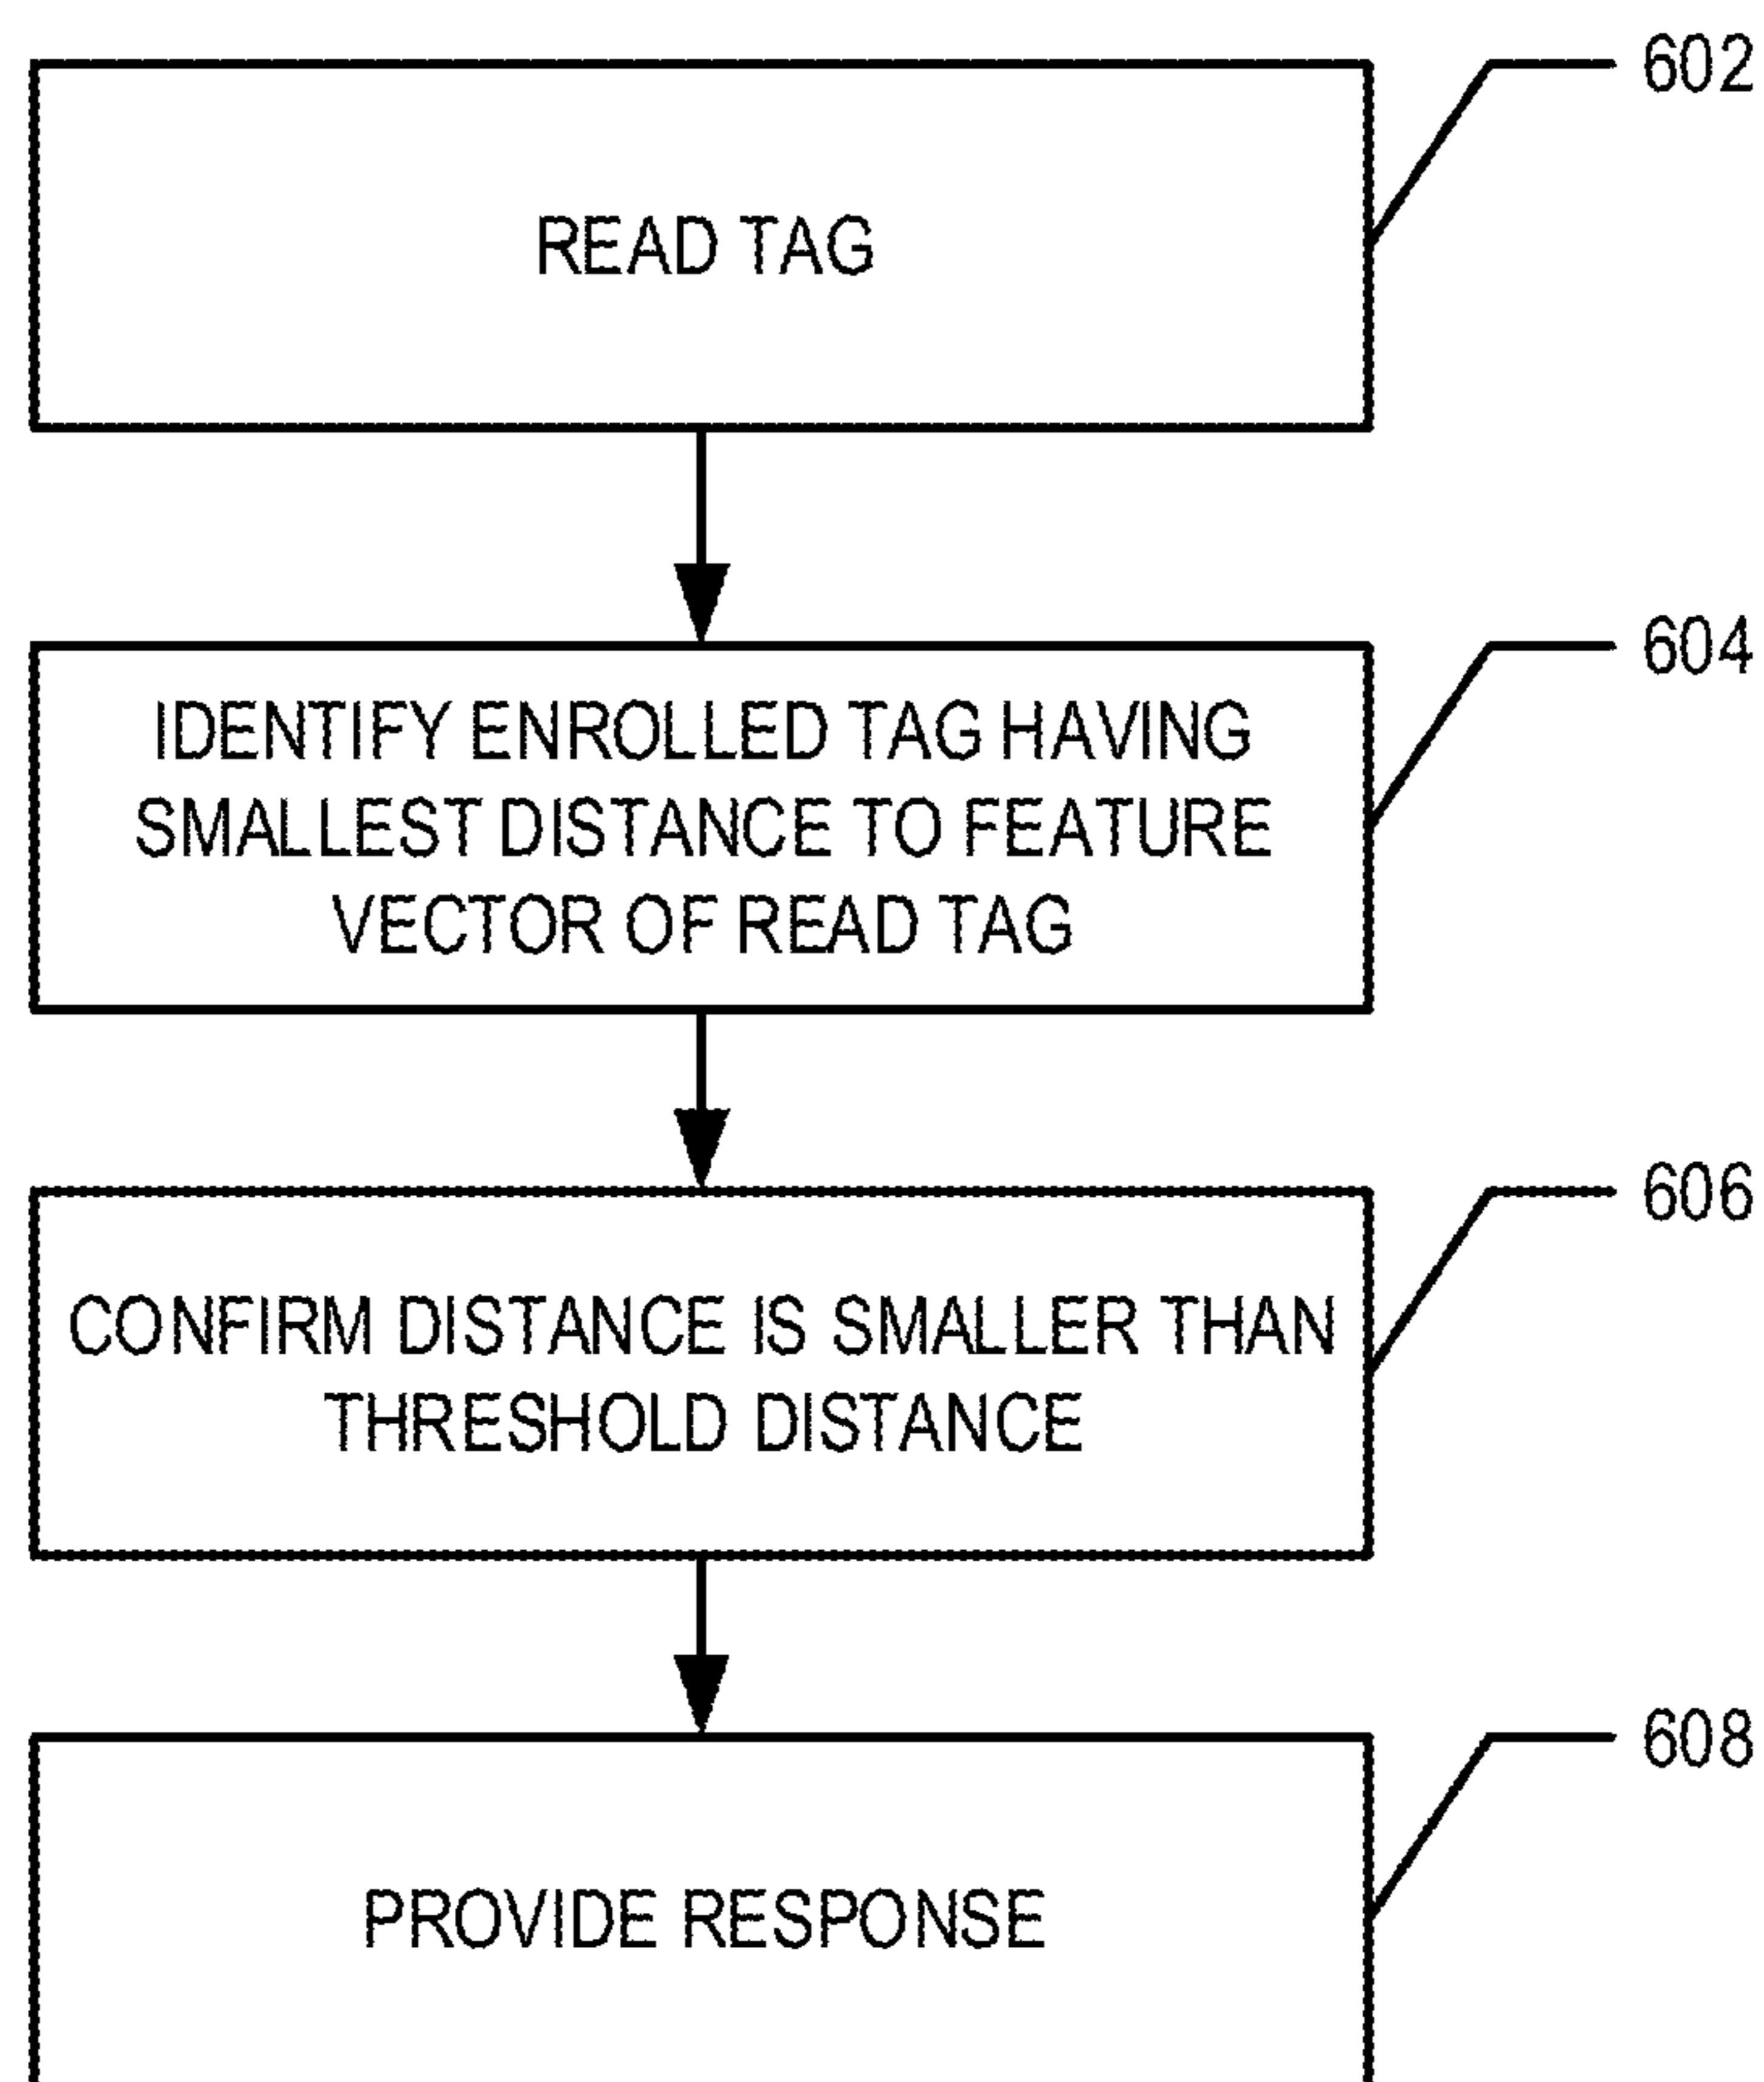 602
READ TAG
604
IDENTIFY ENROLLED TAG HAVING
SMALLEST DISTANCE TO FEATURE
VECTOR OF READ TAG
606
CONFIRM DISTANCE IS SMALLER THAN
THRESHOLD DISTANCE
608
PROVIDE RESPONSE